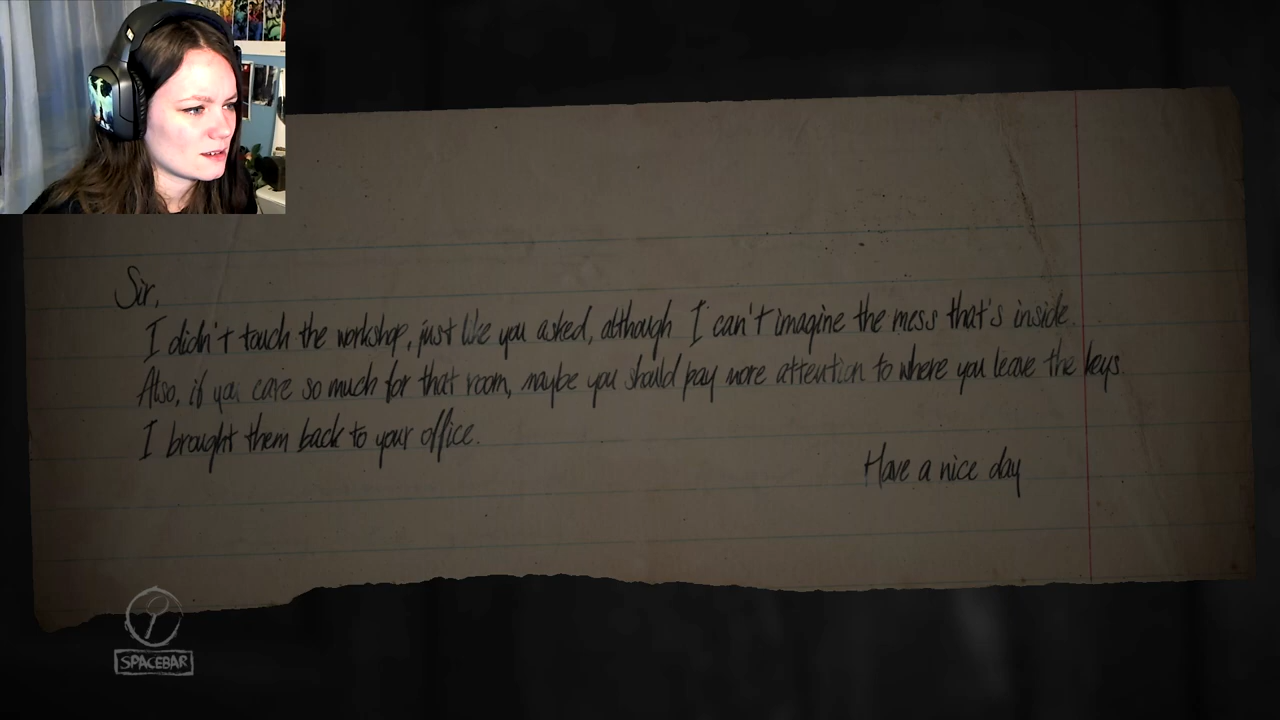 Sir,
I didn't touch the workshop, just like you asked, although I can't imagine the mess that's inside.
Also, if you care so much for that room, maybe you should pay more attention to where you leave the keys.
I brought them back to your office.
Have a nice day
SPACEBAR